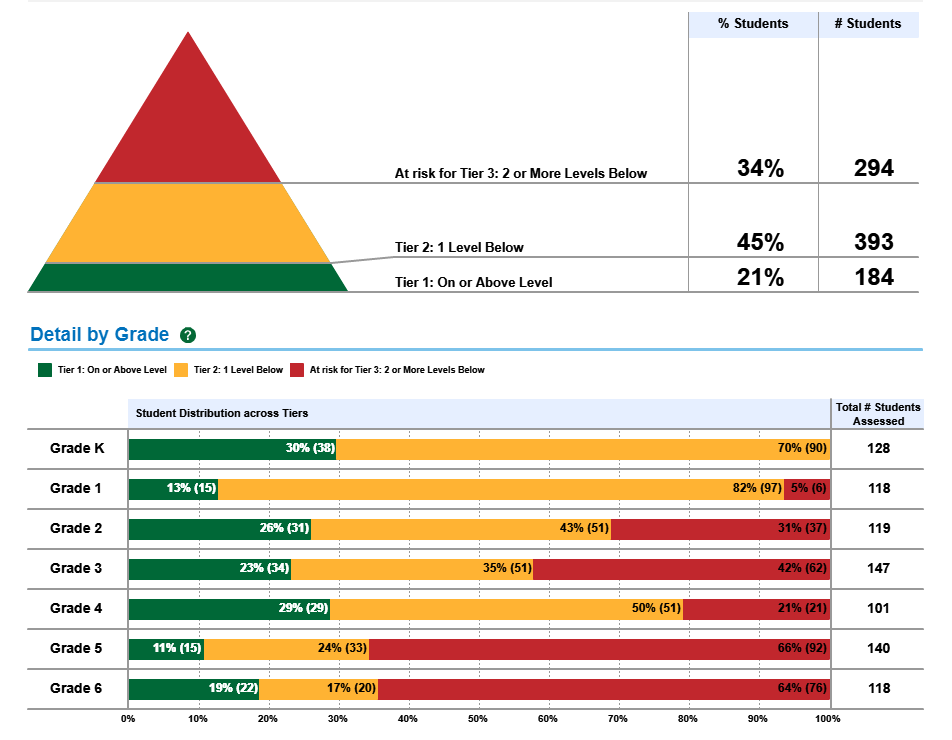 % Students # Students
At risk for Tier 3: 2 or More Levels Below 34% 294
Tier 2: 1 Level Below 45% 393
Tier 1: On or Above Level 21% 184
Detail by Grade ?
Tier 1: On or Above Level Tier 2: 1 Level Below At risk for Tier 3: 2 or More Levels Below
Student Distribution across Tiers Total # Students
Assessed
Grade K 30% (38) 70% (90) 128
Grade 1 13% (15) 82% (97) 5% (6) 118
Grade 2 26% (31) 43% (51) 31% (37) 119
Grade 3 23% (34) 35% (51) 42% (62) 147
Grade 4 29% (29) 50% (51) 21% (21) 101
Grade 5 11% (15) 24% (33) 66% (92) 140
Grade 6 19% (22) 17% (20) 64% (76) 118
0% 10% 20% 30% 40% 50% 60% 70% 80% 90% 100%